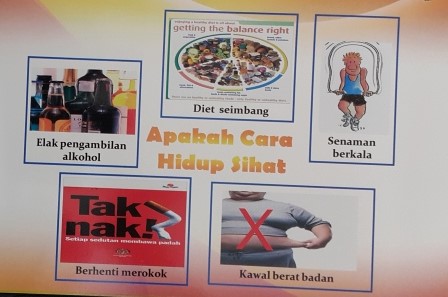 getting the balance right
Diet seimbang
Elak pengambilan
alkohol
Apakah Cara
Hidup Sihat
Senaman
berkala
Tak
nak!
Setiap sedutan membawa padah
Berhenti merokok
Kawal berat badan